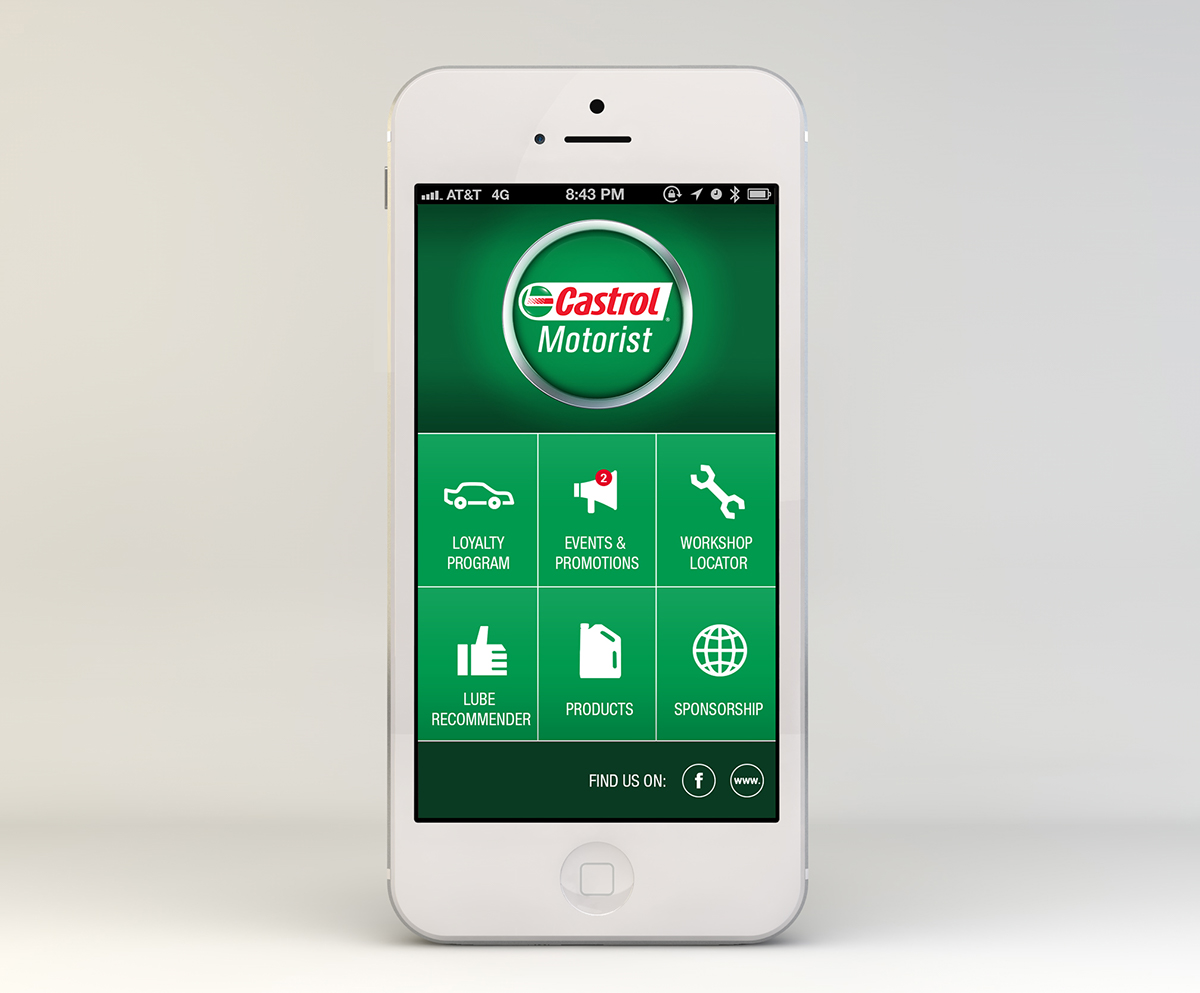 AT&T 4G 8:43 PM
Castrol®
Motorist
LOYALTY
PROGRAM
2
EVENTS &
PROMOTIONS
WORKSHOP
LOCATOR
LUBE
RECOMMENDER
PRODUCTS
SPONSORSHIP
FIND US ON: f www.